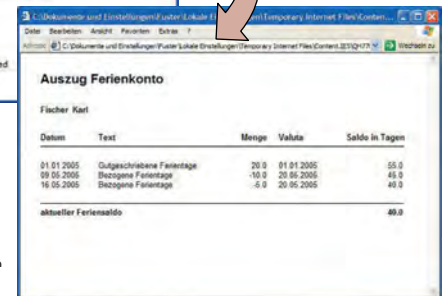 C:\Dokumente und Einstellungen\Fuster\Lokale Temporary Internet Files\Conten...
Datei Bearbeiten Ansicht Favoriten Extras ?
C:\Dokumente und Einstellungen\Fuster\Lokale Einstellungen\Temporary Internet Files\Content.IE5\ Wechseln zu
Auszug Ferienkonto
Fischer Karl
Datum Text Menge Valuta Saldo in Tagen
01.01.2005 Gutgeschriebene Ferientage 20.0 01.01.2005 55.0
09.05.2005 Bezogene Ferientage -10.0 20.05.2005 45.0
16.05.2005 Bezogene Ferientage -5.0 20.05.2005 40.0
aktueller Feriensaldo 40.0